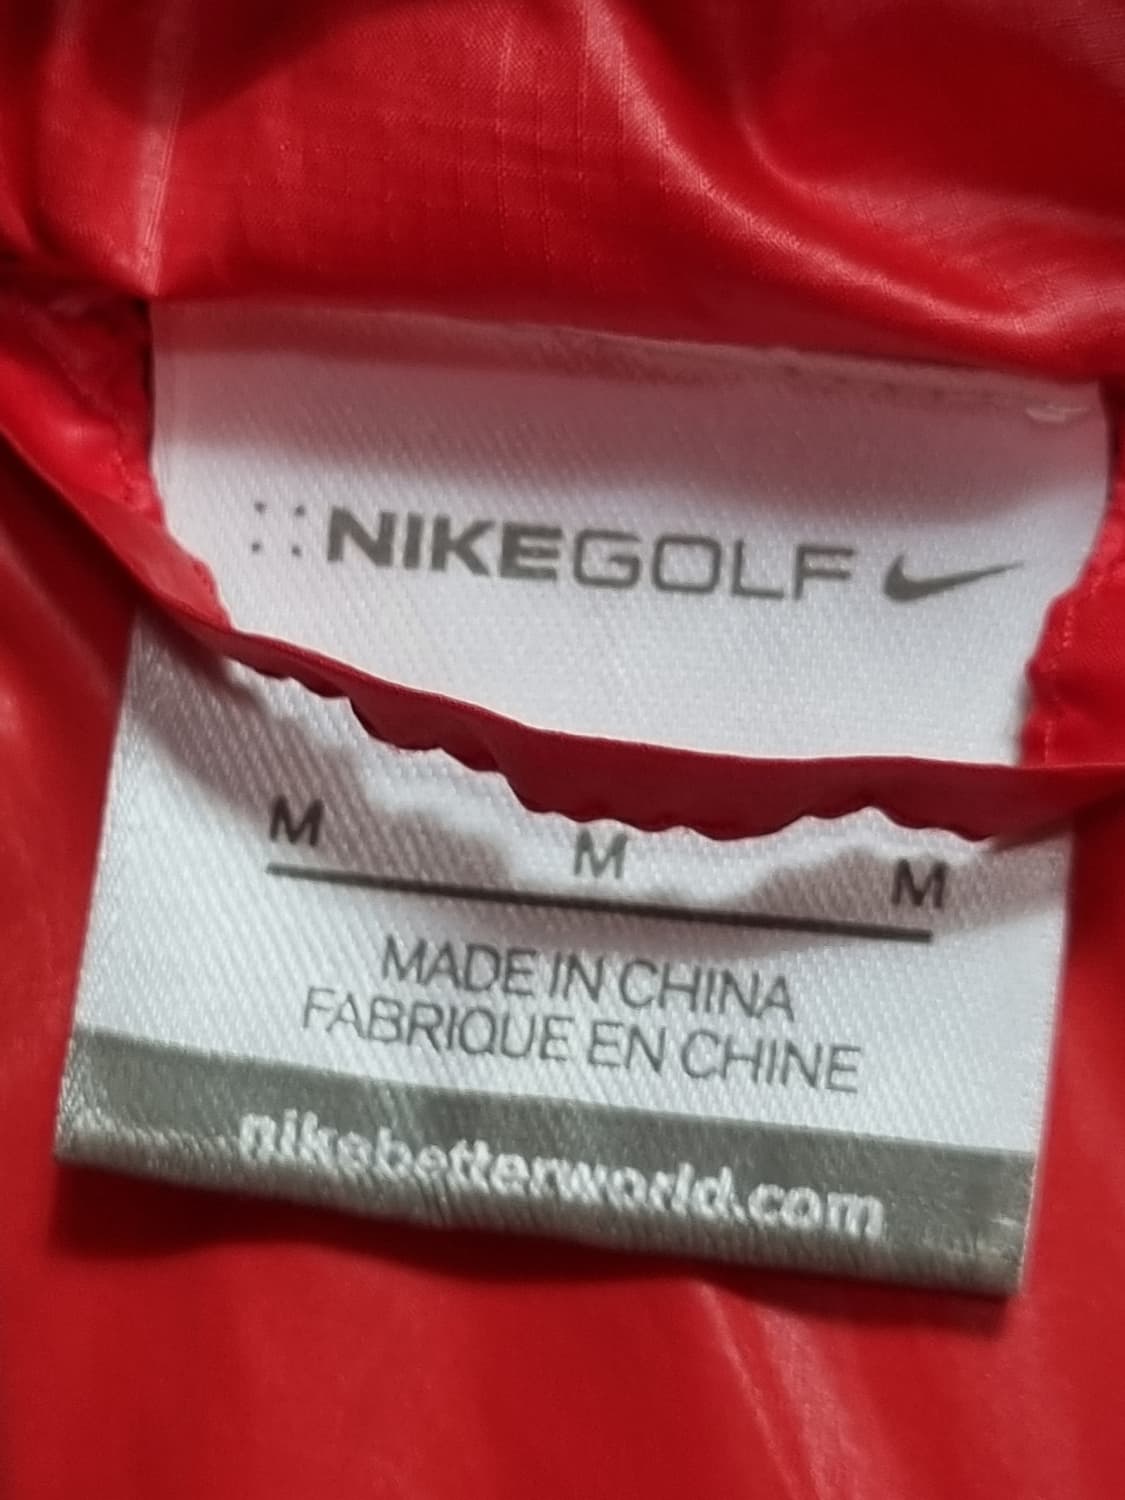 NIKEGOLF
M M M
MADE IN CHINA
FABRIQUE EN CHINE
nikebetterworld.com